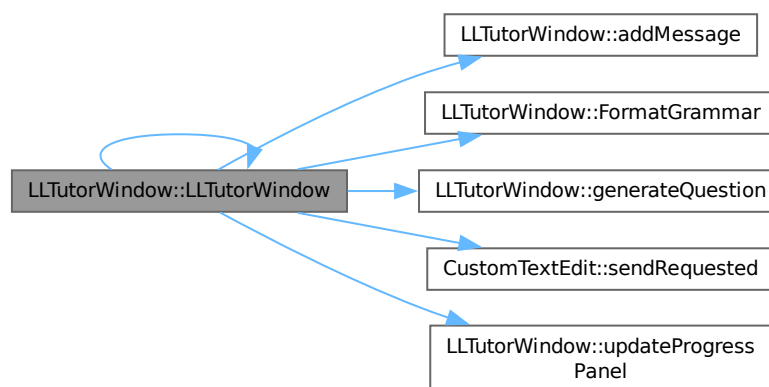 LLTutorWindow::addMessage
LLTutorWindow::FormatGrammar
LLTutorWindow::LLTutorWindow
LLTutorWindow::generateQuestion
CustomTextEdit::sendRequested
LLTutorWindow::updateProgress
Panel